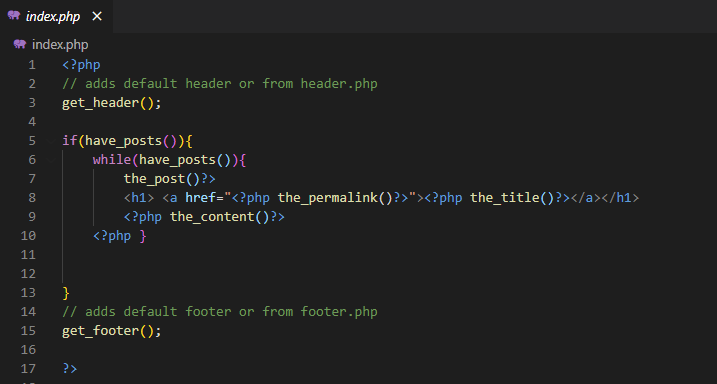 index.php ✕
index.php
1 <?php
2 // adds default header or from header.php
3 get_header();
4
5 if(have_posts()){
6     while(have_posts()){
7         the_post()?>
8         <h1> <a href="<?php the_permalink()?>"><?php the_title()?></a></h1>
9         <?php the_content()?>
10     <?php }
11
12
13 }
14 // adds default footer or from footer.php
15 get_footer();
16
17 ?>